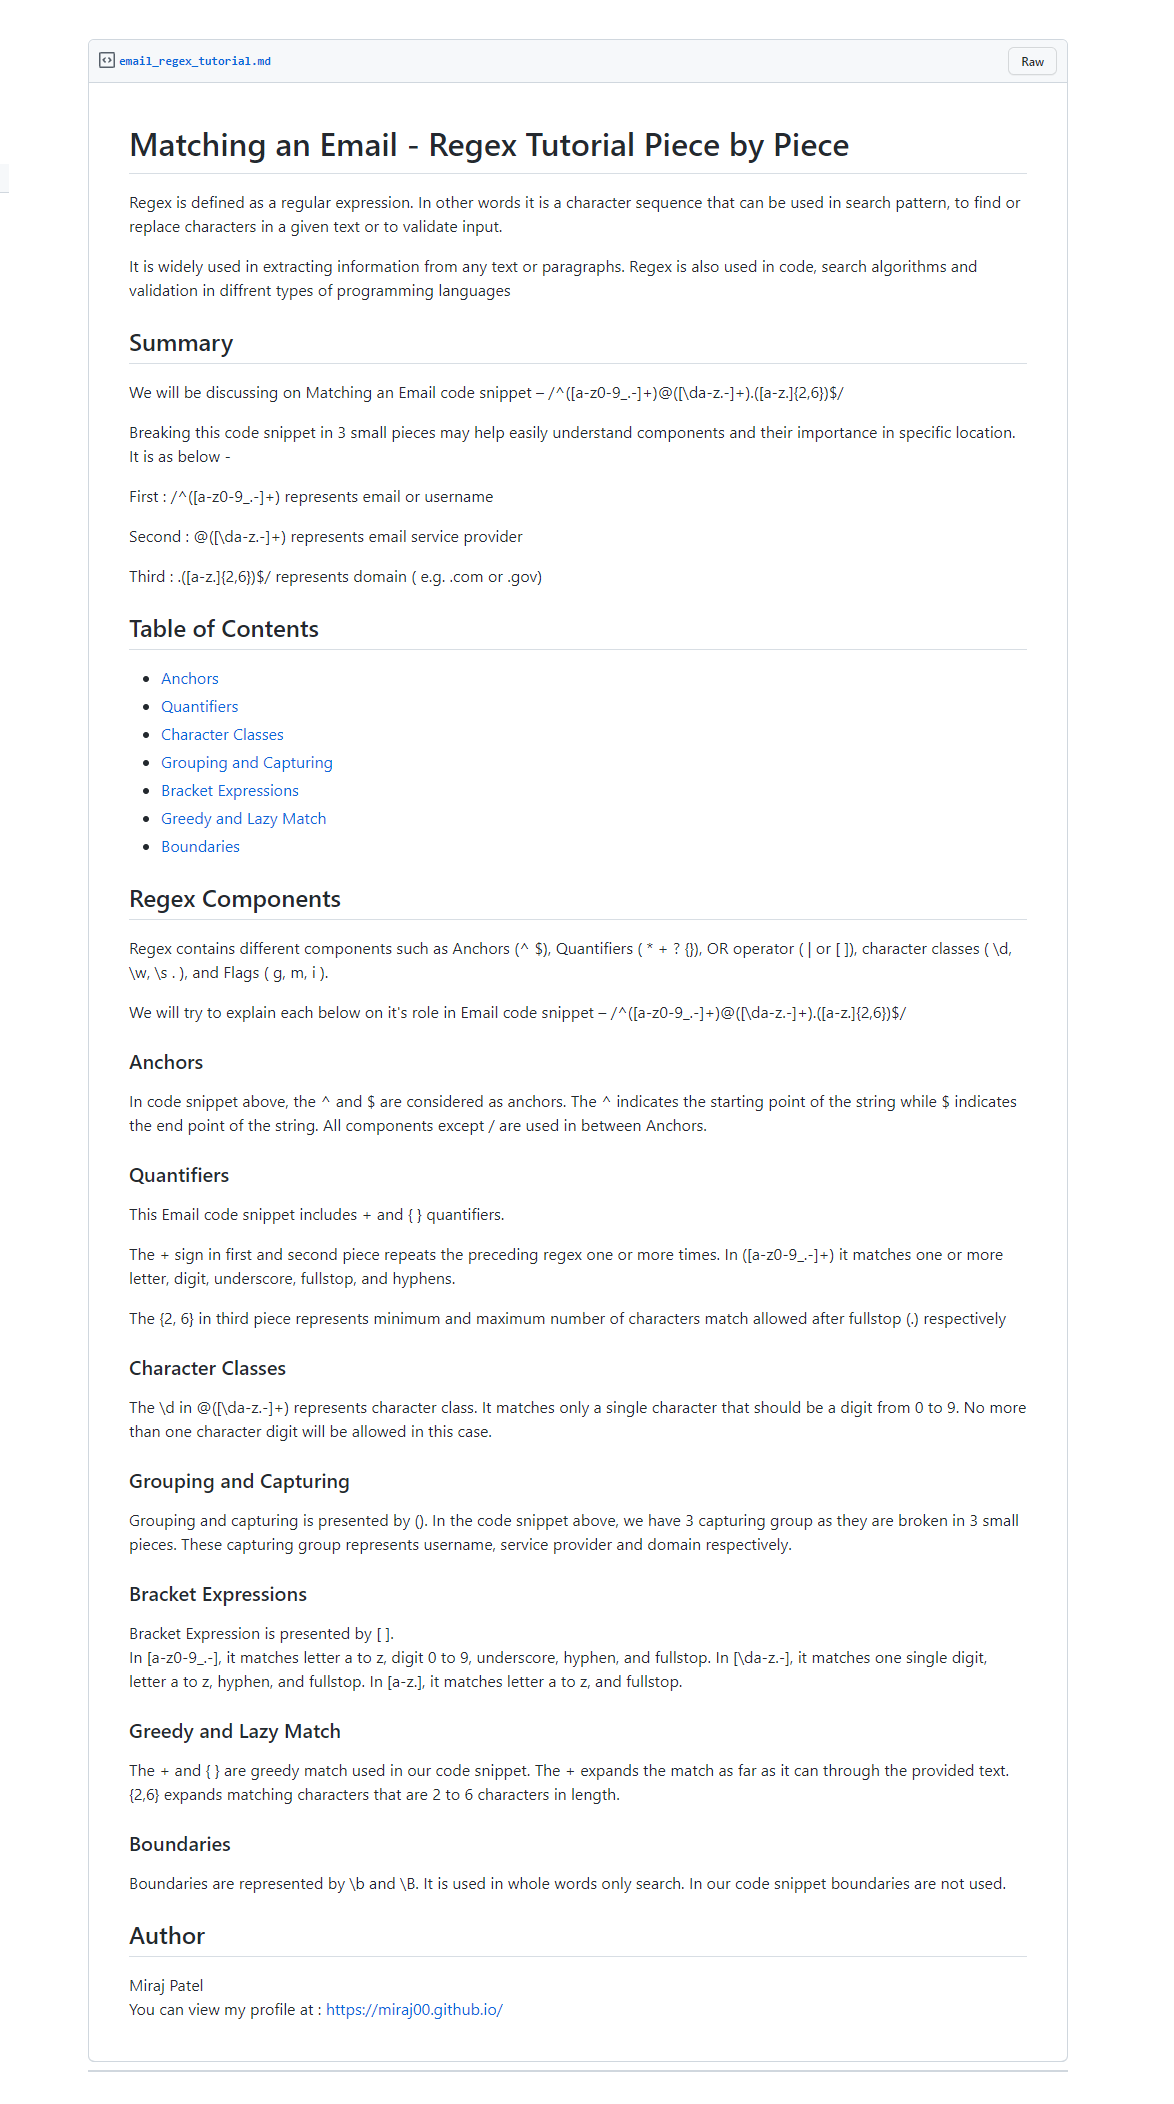 email_regex_tutorial.md
Raw
Matching an Email - Regex Tutorial Piece by Piece
Regex is defined as a regular expression. In other words it is a character sequence that can be used in search pattern, to find or
replace characters in a given text or to validate input.
It is widely used in extracting information from any text or paragraphs. Regex is also used in code, search algorithms and
validation in diffrent types of programming languages
Summary
We will be discussing on Matching an Email code snippet – /^([a-z0-9_.-]+)@([\da-z.-]+).([a-z.]{2,6})$/
Breaking this code snippet in 3 small pieces may help easily understand components and their importance in specific location.
It is as below -
First : /^([a-z0-9_.-]+) represents email or username
Second : @([\da-z.-]+) represents email service provider
Third : .([a-z.]{2,6})$/ represents domain ( e.g. .com or .gov)
Table of Contents
• Anchors
• Quantifiers
• Character Classes
• Grouping and Capturing
• Bracket Expressions
• Greedy and Lazy Match
• Boundaries
Regex Components
Regex contains different components such as Anchors (^ $), Quantifiers ( * + ? {}), OR operator ( | or [ ]), character classes ( \d,
\w, \s . ), and Flags ( g, m, i ).
We will try to explain each below on it's role in Email code snippet – /^([a-z0-9_.-]+)@([\da-z.-]+).([a-z.]{2,6})$/
Anchors
In code snippet above, the ^ and $ are considered as anchors. The ^ indicates the starting point of the string while $ indicates
the end point of the string. All components except / are used in between Anchors.
Quantifiers
This Email code snippet includes + and { } quantifiers.
The + sign in first and second piece repeats the preceding regex one or more times. In ([a-z0-9_.-]+) it matches one or more
letter, digit, underscore, fullstop, and hyphens.
The {2, 6} in third piece represents minimum and maximum number of characters match allowed after fullstop (.) respectively
Character Classes
The \d in @([\da-z.-]+) represents character class. It matches only a single character that should be a digit from 0 to 9. No more
than one character digit will be allowed in this case.
Grouping and Capturing
Grouping and capturing is presented by (). In the code snippet above, we have 3 capturing group as they are broken in 3 small
pieces. These capturing group represents username, service provider and domain respectively.
Bracket Expressions
Bracket Expression is presented by [ ].
In [a-z0-9_.-], it matches letter a to z, digit 0 to 9, underscore, hyphen, and fullstop. In [\da-z.-], it matches one single digit,
letter a to z, hyphen, and fullstop. In [a-z.], it matches letter a to z, and fullstop.
Greedy and Lazy Match
The + and { } are greedy match used in our code snippet. The + expands the match as far as it can through the provided text.
{2,6} expands matching characters that are 2 to 6 characters in length.
Boundaries
Boundaries are represented by \b and \B. It is used in whole words only search. In our code snippet boundaries are not used.
Author
Miraj Patel
You can view my profile at : https://miraj00.github.io/